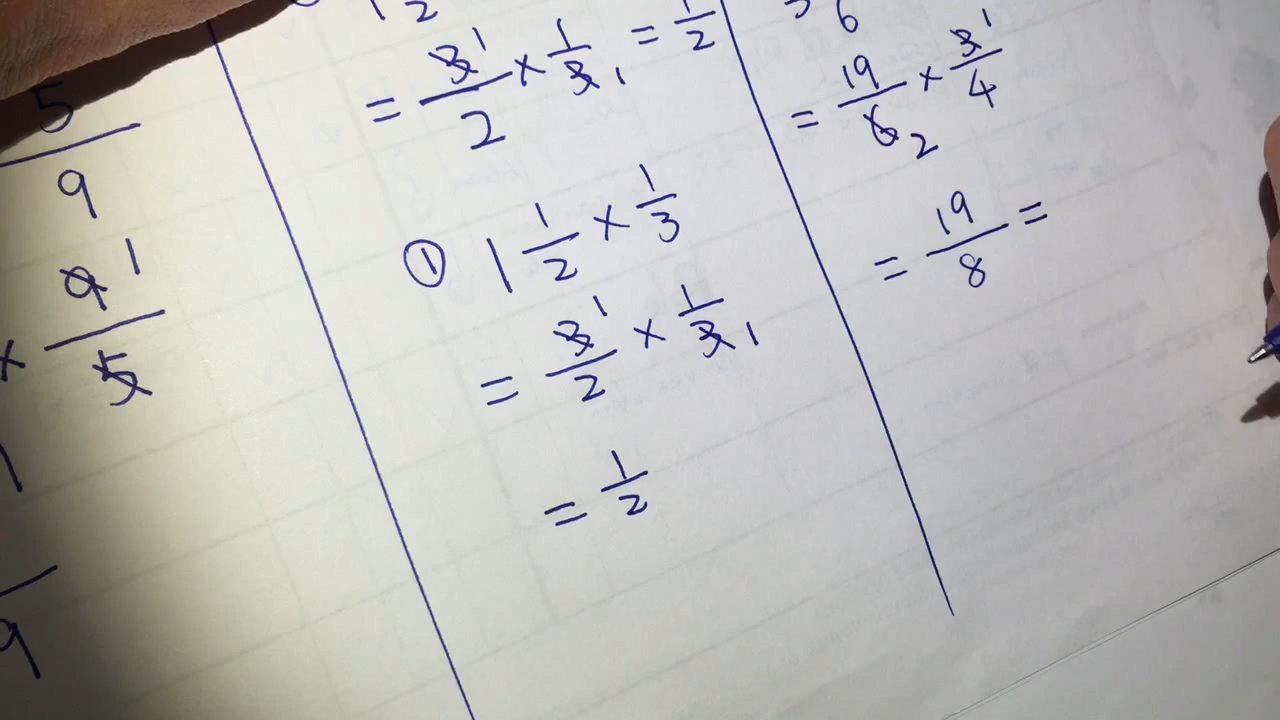 5/9
× 9 1/5
1
9
1 1/2
= 3 1/2 × 1/3 1 = 1/2
① 1 1/2 × 1/3
= 3 1/2 × 1/3 1
= 1/2
3 /6
= 19/6 2 × 3 1/4
= 19/8 =